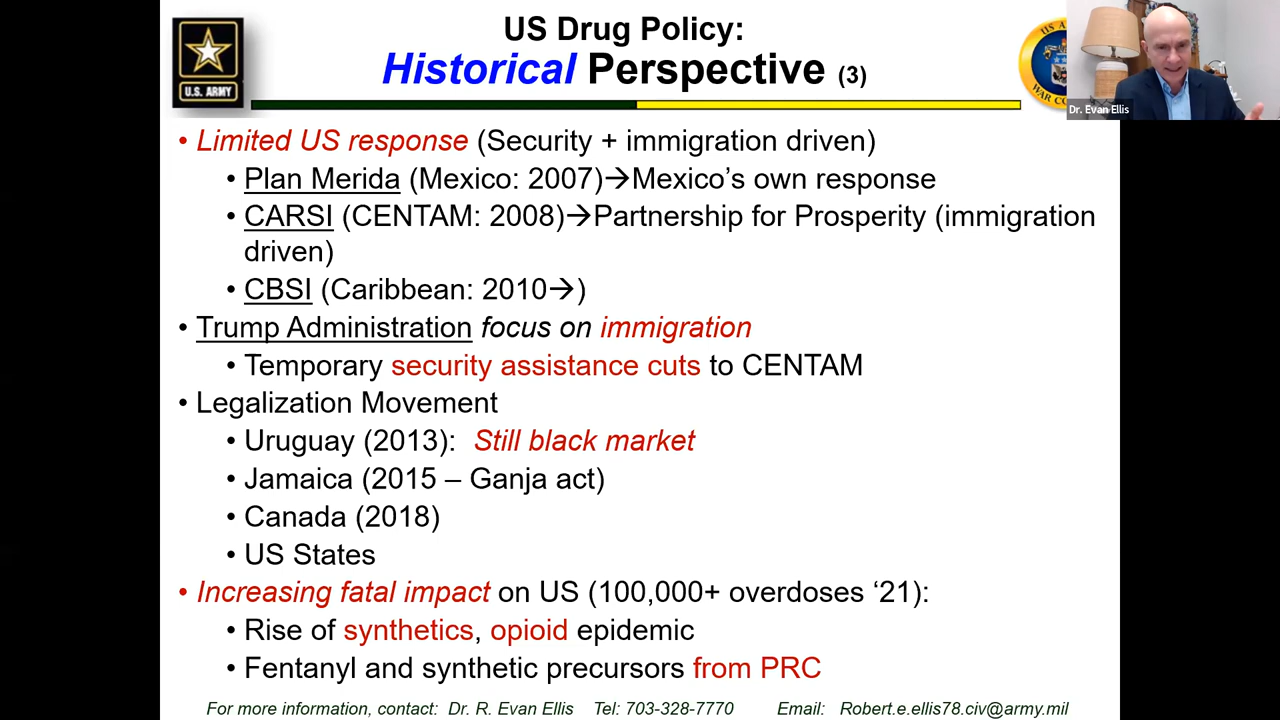 US Drug Policy:
Historical Perspective (3)
U.S. ARMY
WAR CO
Dr. Evan Ellis
• Limited US response (Security + immigration driven)
• Plan Merida (Mexico: 2007)→Mexico’s own response
• CARSI (CENTAM: 2008)→Partnership for Prosperity (immigration
driven)
• CBSI (Caribbean: 2010→)
• Trump Administration focus on immigration
• Temporary security assistance cuts to CENTAM
• Legalization Movement
• Uruguay (2013): Still black market
• Jamaica (2015 – Ganja act)
• Canada (2018)
• US States
• Increasing fatal impact on US (100,000+ overdoses ‘21):
• Rise of synthetics, opioid epidemic
• Fentanyl and synthetic precursors from PRC
For more information, contact: Dr. R. Evan Ellis Tel: 703-328-7770 Email: Robert.e.ellis78.civ@army.mil